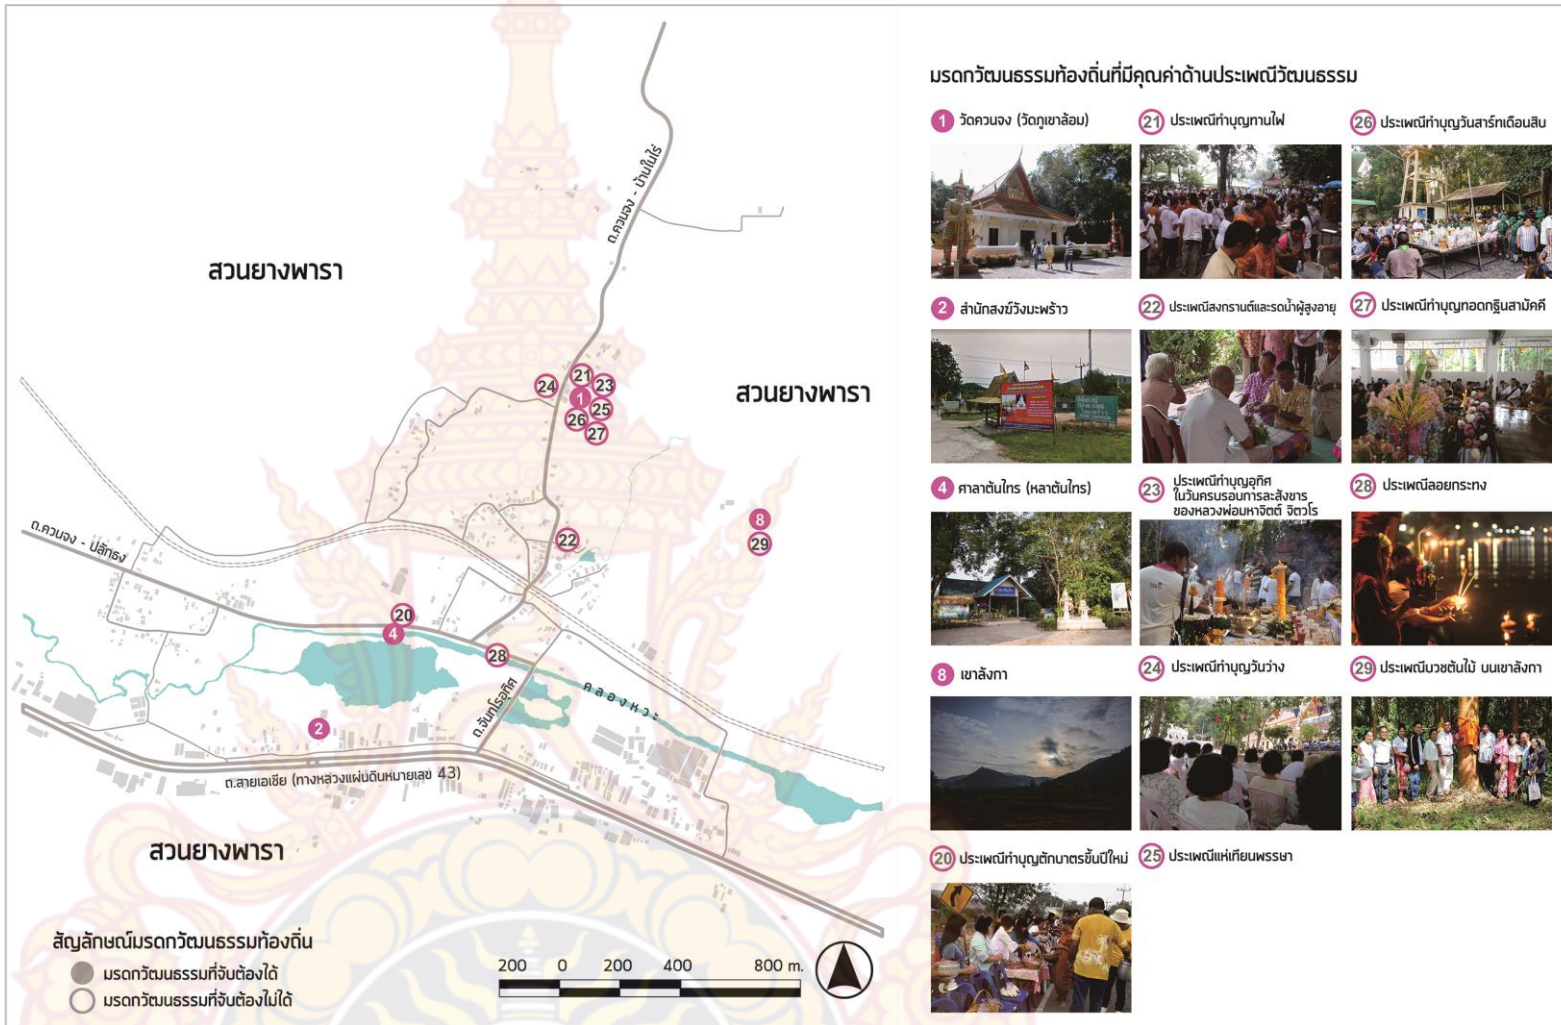 มรดกวัฒนธรรมท้องถิ่นที่มีคุณค่าด้านประเพณีวัฒนธรรม
1 วัดควนจง (วัดภูเขาล้อม)
21 ประเพณีทำบุญทานไฟ
26 ประเพณีทำบุญวันสาร์ทเดือนสิบ
2 สำนักสงฆ์วังมะพร้าว
22 ประเพณีสงกรานต์และรดน้ำผู้สูงอายุ
27 ประเพณีทำบุญทอดกฐินสามัคคี
4 ศาลาต้นไทร (หลาต้นไทร)
23 ประเพณีทำบุญอุทิศ
ในวันครบรอบการละสังขาร
ของหลวงพ่อมหาจิตต์ จิตวโร
28 ประเพณีลอยกระทง
8 เขาลังกา
24 ประเพณีทำบุญวันว่าง
29 ประเพณีบวชต้นไม้ บนเขาลังกา
20 ประเพณีทำบุญตักบาตรขึ้นปีใหม่
25 ประเพณีแห่เทียนพรรษา
ถ.ควนจง - บ้านในไร่
สวนยางพารา
สวนยางพารา
21
24
23
1
25
26
27
8
29
22
ถ.ควนจง - ปลักธง
20
4
28
คลองหวะ
ถ.จันทโรอุทิศ
2
ถ.สายเอเชีย (ทางหลวงแผ่นดินหมายเลข 43)
สวนยางพารา
สัญลักษณ์มรดกวัฒนธรรมท้องถิ่น
มรดกวัฒนธรรมที่จับต้องได้
มรดกวัฒนธรรมที่จับต้องไม่ได้
200 0 200 400 800 m.